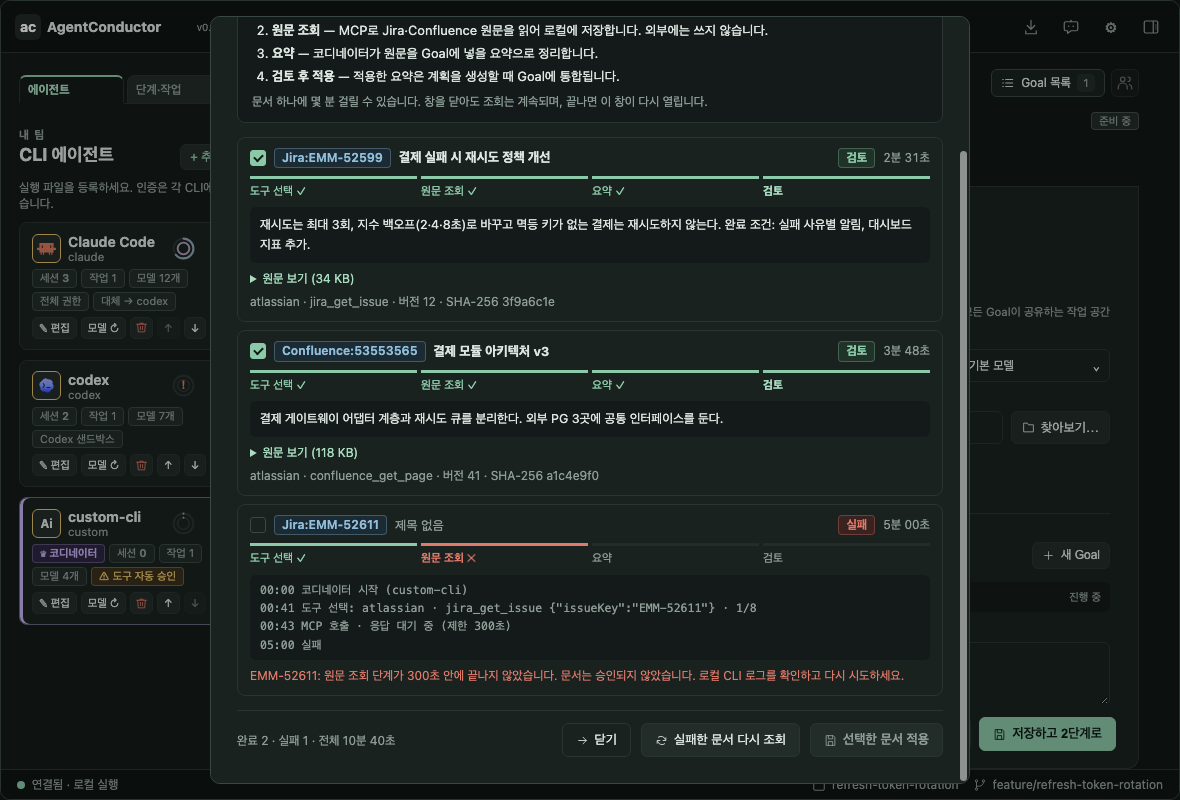 ac AgentConductor v0.
에이전트
단계·작업
내 팀
CLI 에이전트
+ 추
실행 파일을 등록하세요. 인증은 각 CLI에
습니다.
Claude Code
claude
세션 3 작업 1 모델 12개
전체 권한 대체 → codex
✎ 편집 모델 ↻ ↑ ↓
codex
codex
!
세션 2 작업 1 모델 7개
Codex 샌드박스
✎ 편집 모델 ↻ ↑ ↓
Ai custom-cli
custom
♛ 코디네이터 세션 0 작업 1
모델 4개 ⚠ 도구 자동 승인
✎ 편집 모델 ↻ ↑ ↓
2. 원문 조회 — MCP로 Jira·Confluence 원문을 읽어 로컬에 저장합니다. 외부에는 쓰지 않습니다.
3. 요약 — 코디네이터가 원문을 Goal에 넣을 요약으로 정리합니다.
4. 검토 후 적용 — 적용한 요약은 계획을 생성할 때 Goal에 통합됩니다.
문서 하나에 몇 분 걸릴 수 있습니다. 창을 닫아도 조회는 계속되며, 끝나면 이 창이 다시 열립니다.
Jira:EMM-52599 결제 실패 시 재시도 정책 개선 검토 2분 31초
도구 선택 ✓ 원문 조회 ✓ 요약 ✓ 검토
재시도는 최대 3회, 지수 백오프(2·4·8초)로 바꾸고 멱등 키가 없는 결제는 재시도하지 않는다. 완료 조건: 실패 사유별 알림, 대시보드
지표 추가.
▶ 원문 보기 (34 KB)
atlassian · jira_get_issue · 버전 12 · SHA-256 3f9a6c1e
Confluence:53553565 결제 모듈 아키텍처 v3 검토 3분 48초
도구 선택 ✓ 원문 조회 ✓ 요약 ✓ 검토
결제 게이트웨이 어댑터 계층과 재시도 큐를 분리한다. 외부 PG 3곳에 공통 인터페이스를 둔다.
▶ 원문 보기 (118 KB)
atlassian · confluence_get_page · 버전 41 · SHA-256 a1c4e9f0
Jira:EMM-52611 제목 없음 실패 5분 00초
도구 선택 ✓ 원문 조회 ✕ 요약 검토
00:00 코디네이터 시작 (custom-cli)
00:41 도구 선택: atlassian · jira_get_issue {"issueKey":"EMM-52611"} · 1/8
00:43 MCP 호출 · 응답 대기 중 (제한 300초)
05:00 실패
EMM-52611: 원문 조회 단계가 300초 안에 끝나지 않았습니다. 문서는 승인되지 않았습니다. 로컬 CLI 로그를 확인하고 다시 시도하세요.
완료 2 · 실패 1 · 전체 10분 40초
→ 닫기
실패한 문서 다시 조회
선택한 문서 적용
Goal 목록 1
준비 중
Goal이 공유하는 작업 공간
기본 모델
찾아보기...
+ 새 Goal
진행 중
저장하고 2단계로
연결됨 · 로컬 실행
refresh-token-rotation
feature/refresh-token-rotation